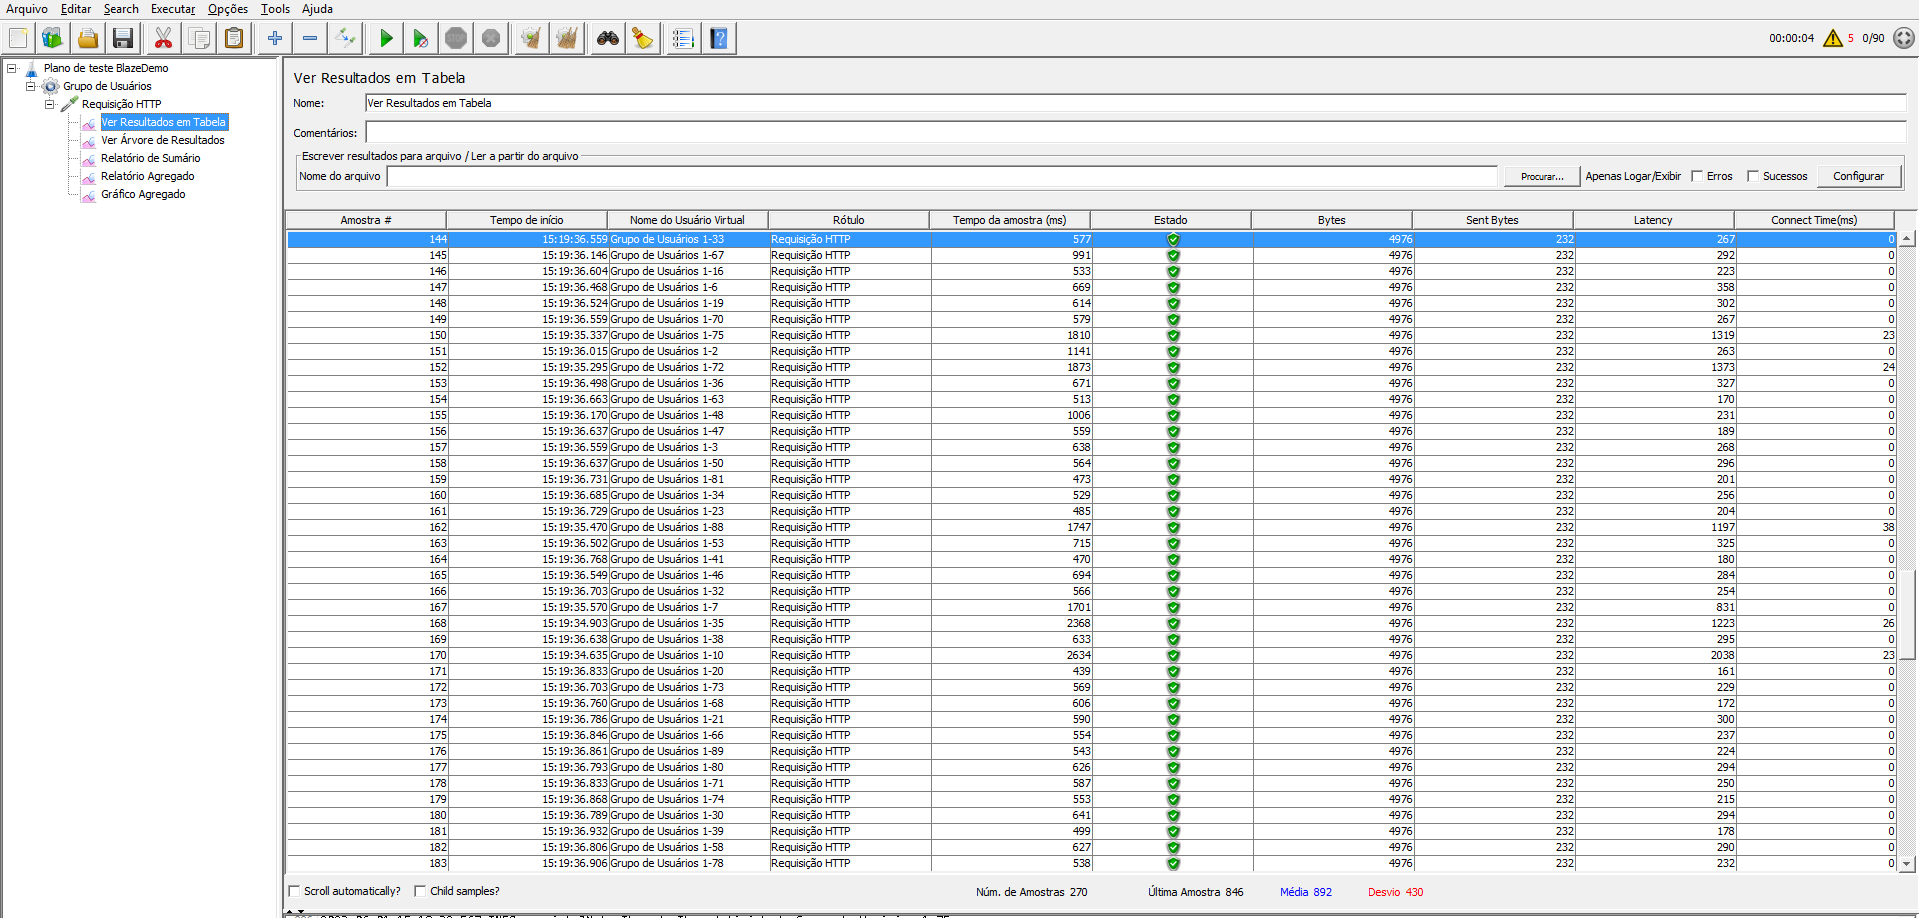 Arquivo Editar Search Executar Opções Tools Ajuda
STOP
00:00:04 5 0/90
Plano de teste BlazeDemo
Grupo de Usuários
Requisição HTTP
Ver Resultados em Tabela
Ver Árvore de Resultados
Relatório de Sumário
Relatório Agregado
Gráfico Agregado
Ver Resultados em Tabela
Nome: Ver Resultados em Tabela
Comentários:
Escrever resultados para arquivo / Ler a partir do arquivo
Nome do arquivo Procurar... Apenas Logar/Exibir Erros Sucessos Configurar
Amostra # Tempo de início Nome do Usuário Virtual Rótulo Tempo da amostra (ms) Estado Bytes Sent Bytes Latency Connect Time(ms)
144 15:19:36.559 Grupo de Usuários 1-33 Requisição HTTP 577 4976 232 267 0
145 15:19:36.146 Grupo de Usuários 1-67 Requisição HTTP 991 4976 232 292 0
146 15:19:36.604 Grupo de Usuários 1-16 Requisição HTTP 533 4976 232 223 0
147 15:19:36.468 Grupo de Usuários 1-6 Requisição HTTP 669 4976 232 358 0
148 15:19:36.524 Grupo de Usuários 1-19 Requisição HTTP 614 4976 232 302 0
149 15:19:36.559 Grupo de Usuários 1-70 Requisição HTTP 579 4976 232 267 0
150 15:19:35.337 Grupo de Usuários 1-75 Requisição HTTP 1810 4976 232 1319 23
151 15:19:36.015 Grupo de Usuários 1-2 Requisição HTTP 1141 4976 232 263 0
152 15:19:35.295 Grupo de Usuários 1-72 Requisição HTTP 1873 4976 232 1373 24
153 15:19:36.498 Grupo de Usuários 1-36 Requisição HTTP 671 4976 232 327 0
154 15:19:36.663 Grupo de Usuários 1-63 Requisição HTTP 513 4976 232 170 0
155 15:19:36.170 Grupo de Usuários 1-48 Requisição HTTP 1006 4976 232 231 0
156 15:19:36.637 Grupo de Usuários 1-47 Requisição HTTP 559 4976 232 189 0
157 15:19:36.559 Grupo de Usuários 1-3 Requisição HTTP 638 4976 232 268 0
158 15:19:36.637 Grupo de Usuários 1-50 Requisição HTTP 564 4976 232 296 0
159 15:19:36.731 Grupo de Usuários 1-81 Requisição HTTP 473 4976 232 201 0
160 15:19:36.685 Grupo de Usuários 1-34 Requisição HTTP 529 4976 232 256 0
161 15:19:36.729 Grupo de Usuários 1-23 Requisição HTTP 485 4976 232 204 0
162 15:19:35.470 Grupo de Usuários 1-88 Requisição HTTP 1747 4976 232 1197 38
163 15:19:36.502 Grupo de Usuários 1-53 Requisição HTTP 715 4976 232 325 0
164 15:19:36.768 Grupo de Usuários 1-41 Requisição HTTP 470 4976 232 180 0
165 15:19:36.549 Grupo de Usuários 1-46 Requisição HTTP 694 4976 232 284 0
166 15:19:36.703 Grupo de Usuários 1-32 Requisição HTTP 566 4976 232 254 0
167 15:19:35.570 Grupo de Usuários 1-7 Requisição HTTP 1701 4976 232 831 0
168 15:19:34.903 Grupo de Usuários 1-35 Requisição HTTP 2368 4976 232 1223 26
169 15:19:36.638 Grupo de Usuários 1-38 Requisição HTTP 633 4976 232 295 0
170 15:19:34.635 Grupo de Usuários 1-10 Requisição HTTP 2634 4976 232 2038 23
171 15:19:36.833 Grupo de Usuários 1-20 Requisição HTTP 439 4976 232 161 0
172 15:19:36.703 Grupo de Usuários 1-73 Requisição HTTP 569 4976 232 229 0
173 15:19:36.760 Grupo de Usuários 1-68 Requisição HTTP 606 4976 232 172 0
174 15:19:36.786 Grupo de Usuários 1-21 Requisição HTTP 590 4976 232 300 0
175 15:19:36.846 Grupo de Usuários 1-66 Requisição HTTP 554 4976 232 237 0
176 15:19:36.861 Grupo de Usuários 1-89 Requisição HTTP 543 4976 232 224 0
177 15:19:36.793 Grupo de Usuários 1-80 Requisição HTTP 626 4976 232 294 0
178 15:19:36.833 Grupo de Usuários 1-71 Requisição HTTP 587 4976 232 250 0
179 15:19:36.868 Grupo de Usuários 1-74 Requisição HTTP 553 4976 232 215 0
180 15:19:36.789 Grupo de Usuários 1-30 Requisição HTTP 641 4976 232 294 0
181 15:19:36.932 Grupo de Usuários 1-39 Requisição HTTP 499 4976 232 178 0
182 15:19:36.806 Grupo de Usuários 1-58 Requisição HTTP 627 4976 232 290 0
183 15:19:36.906 Grupo de Usuários 1-78 Requisição HTTP 538 4976 232 232 0
Scroll automatically? Child samples? Núm. de Amostras 270 Última Amostra 846 Média 892 Desvio 430